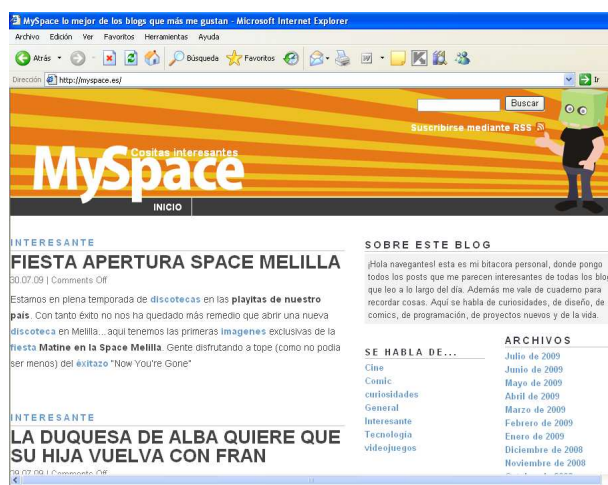 MySpace lo mejor de los blogs que más me gustan - Microsoft Internet Explorer
Archivo Edición Ver Favoritos Herramientas Ayuda
Atrás Búsqueda Favoritos
Dirección http://myspace.es/ Ir
Buscar
Suscribirse mediante RSS
Cositas interesantes
MySpace
INICIO
INTERESANTE
FIESTA APERTURA SPACE MELILLA
30.07.09 | Comments Off
Estamos en plena temporada de discotecas en las playitas de nuestro
país. Con tanto éxito no nos ha quedado más remedio que abrir una nueva
discoteca en Melilla... aqui tenemos las primeras imagenes exclusivas de la
fiesta Matine en la Space Melilla. Gente disfrutando a tope (como no podia
ser menos) del éxitazo "Now You're Gone"
INTERESANTE
LA DUQUESA DE ALBA QUIERE QUE
SU HIJA VUELVA CON FRAN
29.07.09 | Comments Off
SOBRE ESTE BLOG
¡Hola navegantes! esta es mi bitacora personal, donde pongo
todos los posts que me parecen interesantes de todas los blog
que leo a lo largo del día. Además me vale de cuaderno para
recordar cosas. Aquí se habla de curiosidades, de diseño, de
comics, de programación, de proyectos nuevos y de la vida.
SE HABLA DE...
Cine
Comic
curiosidades
General
Interesante
Tecnología
videojuegos
ARCHIVOS
Julio de 2009
Junio de 2009
Mayo de 2009
Abril de 2009
Marzo de 2009
Febrero de 2009
Enero de 2009
Diciembre de 2008
Noviembre de 2008